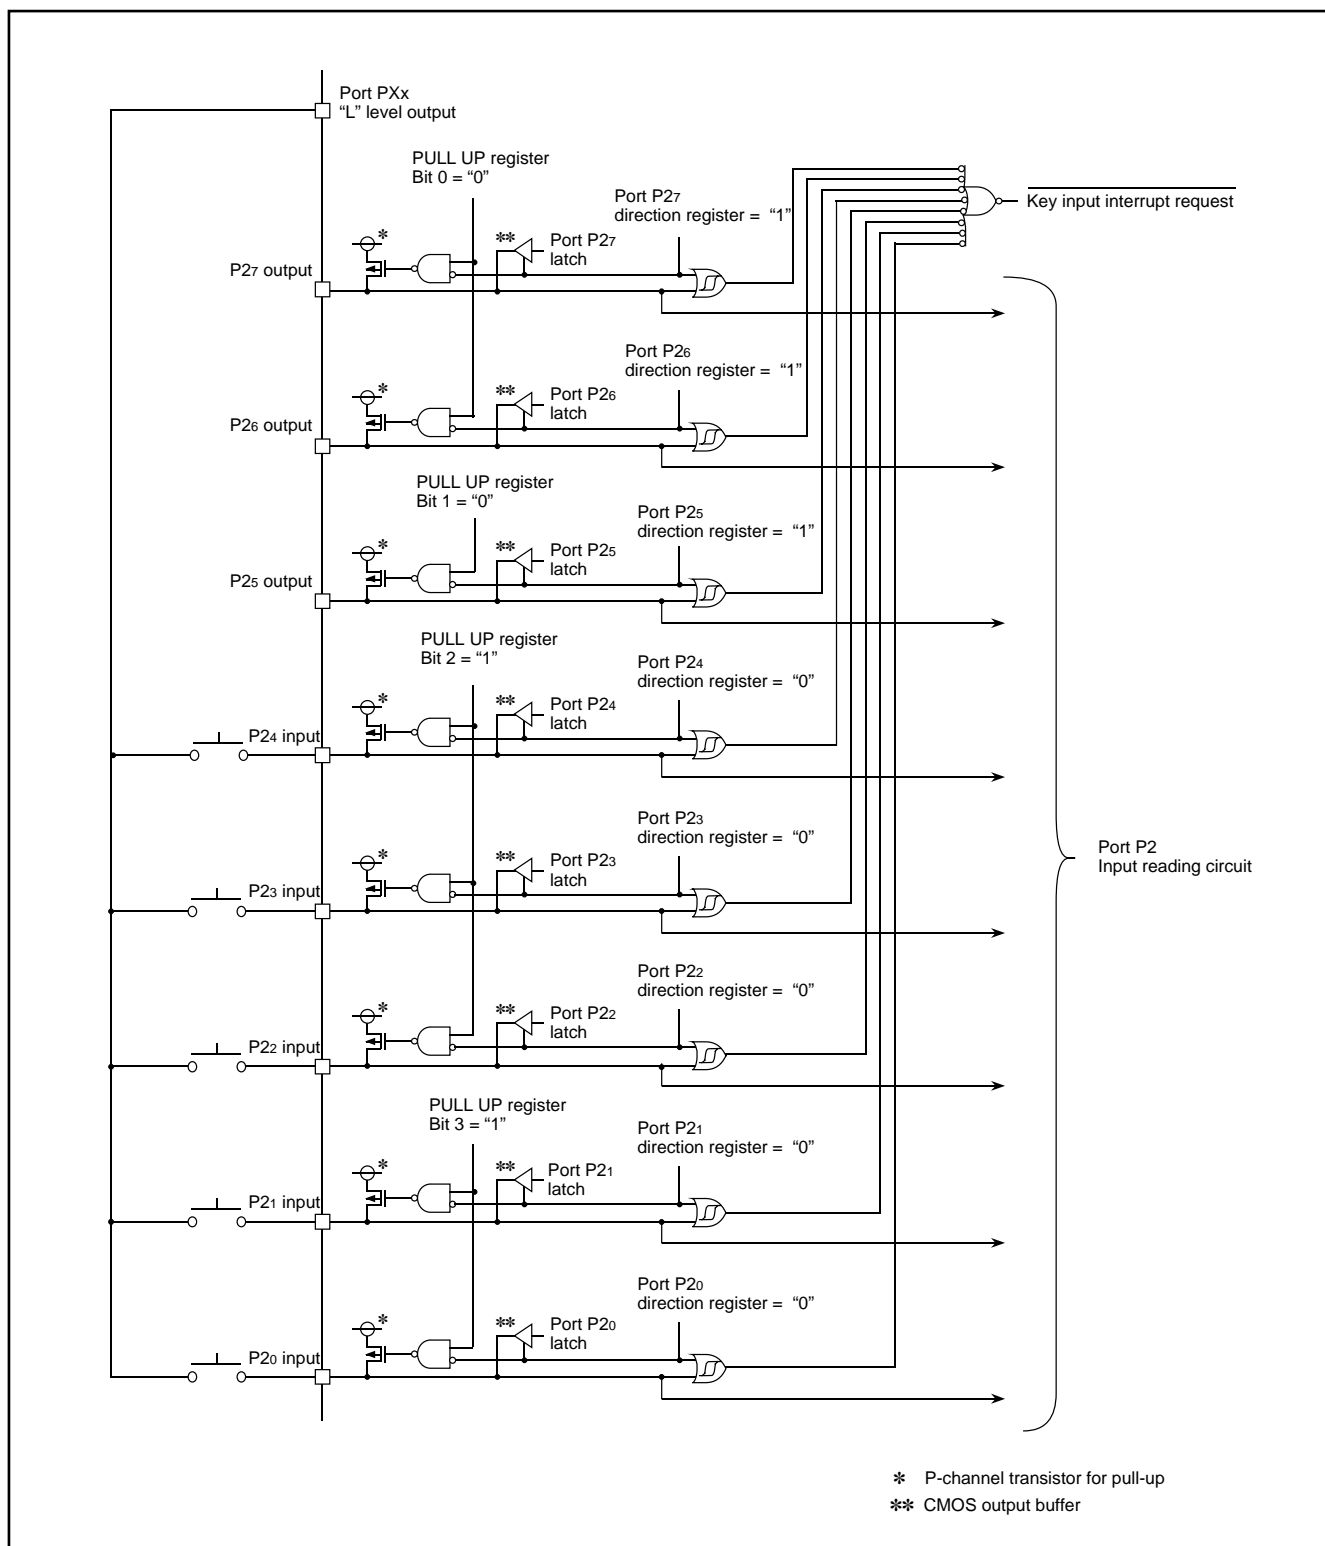 Port PXx
“L” level output
PULL UP register
Bit 0 = “0”
Port P27
direction register = “1”
Key input interrupt request
*
**
Port P27
latch
P27 output
Port P26
direction register = “1”
*
**
Port P26
latch
P26 output
PULL UP register
Bit 1 = “0”
Port P25
direction register = “1”
*
**
Port P25
latch
P25 output
PULL UP register
Bit 2 = “1”
Port P24
direction register = “0”
*
**
Port P24
latch
P24 input
Port P23
direction register = “0”
*
**
Port P23
latch
P23 input
Port P2
Input reading circuit
Port P22
direction register = “0”
*
**
Port P22
latch
P22 input
PULL UP register
Bit 3 = “1”
Port P21
direction register = “0”
*
**
Port P21
latch
P21 input
Port P20
direction register = “0”
*
**
Port P20
latch
P20 input
* P-channel transistor for pull-up
** CMOS output buffer